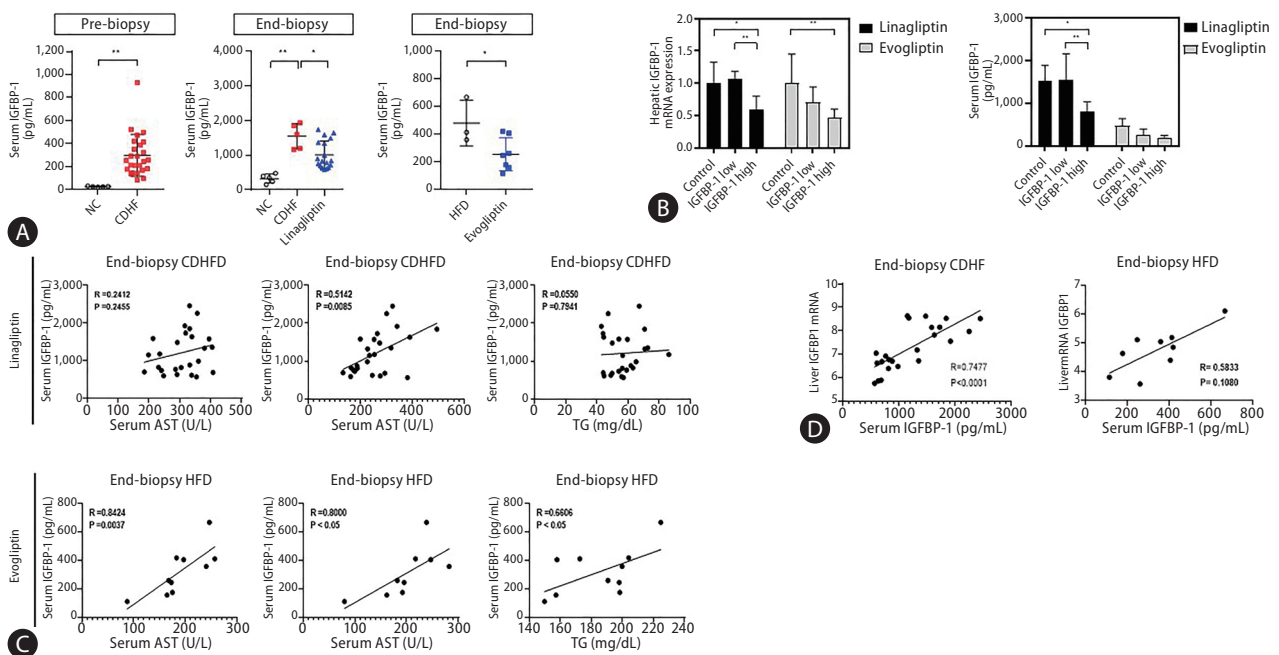 Pre-biopsy
Serum IGFBP-1
(pg/mL)
1,200
1,000
800
600
400
200
0
**
NC
CDHF
End-biopsy
Serum IGFBP-1
(pg/mL)
4,000
3,000
2,000
1,000
0
** *
NC
CDHF
Linagliptin
End-biopsy
Serum IGFBP-1
(pg/mL)
1,000
800
600
400
200
0
*
HFD
Evogliptin
A
Hepatic IGFBP-1
mRNA expression
2.0
1.5
1.0
0.5
0.0
*
**
**
Linagliptin
Evogliptin
Control
IGFBP-1 low
IGFBP-1 high
Control
IGFBP-1 low
IGFBP-1 high
Serum IGFBP-1
(pg/mL)
3,000
2,000
1,000
0
*
**
Linagliptin
Evogliptin
Control
IGFBP-1 low
IGFBP-1 high
Control
IGFBP-1 low
IGFBP-1 high
B
Linagliptin
End-biopsy CDHFD
Serum IGFBP-1 (pg/mL)
3,000
2,000
1,000
0
R =0.2412
P =0.2455
0 100 200 300 400 500
Serum AST (U/L)
End-biopsy CDHFD
Serum IGFBP-1 (pg/mL)
3,000
2,000
1,000
0
R =0.5142
P =0.0085
0 200 400 600
Serum AST (U/L)
End-biopsy CDHFD
Serum IGFBP-1 (pg/mL)
3,000
2,000
1,000
0
R =0.0550
P =0.7941
0 20 40 60 80 100
TG (mg/dL)
Evogliptin
End-biopsy HFD
Serum IGFBP-1 (pg/mL)
800
600
400
200
0
R =0.8424
P =0.0037
0 100 200 300
Serum AST (U/L)
End-biopsy HFD
Serum IGFBP-1 (pg/mL)
800
600
400
200
0
R =0.8000
P < 0.05
0 100 200 300
Serum AST (U/L)
End-biopsy HFD
Serum IGFBP-1 (pg/mL)
800
600
400
200
0
R =0.6606
P < 0.05
140 160 180 200 220 240
TG (mg/dL)
C
End-biopsy CDHF
Liver IGFBP1 mRNA
10
9
8
7
6
5
R=0.7477
P<0.0001
0 1000 2000 3000
Serum IGFBP-1 (pg/mL)
End-biopsy HFD
LivermRNA IGFBP1
7
6
5
4
3
R= 0.5833
P= 0.1080
0 200 400 600 800
Serum IGFBP-1 (pg/mL)
D